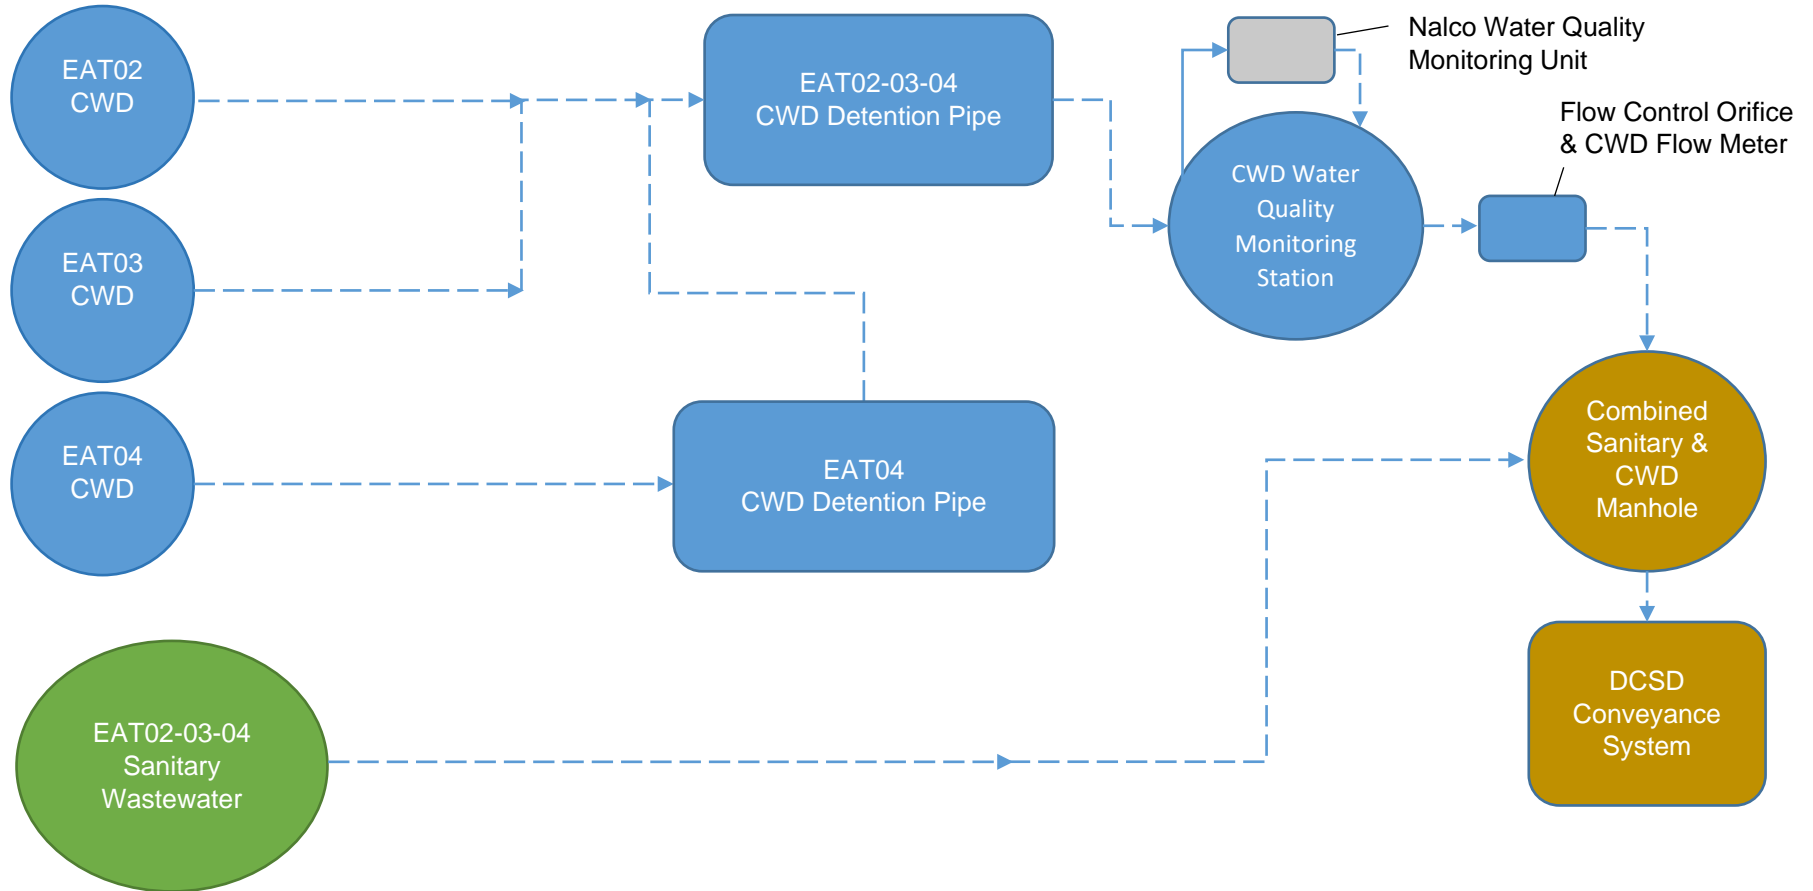 EAT02
CWD
EAT02-03-04
CWD Detention Pipe
Nalco Water Quality
Monitoring Unit
Flow Control Orifice
& CWD Flow Meter
CWD Water
Quality
Monitoring
Station
EAT03
CWD
EAT04
CWD
EAT04
CWD Detention Pipe
Combined
Sanitary &
CWD
Manhole
EAT02-03-04
Sanitary
Wastewater
DCSD
Conveyance
System